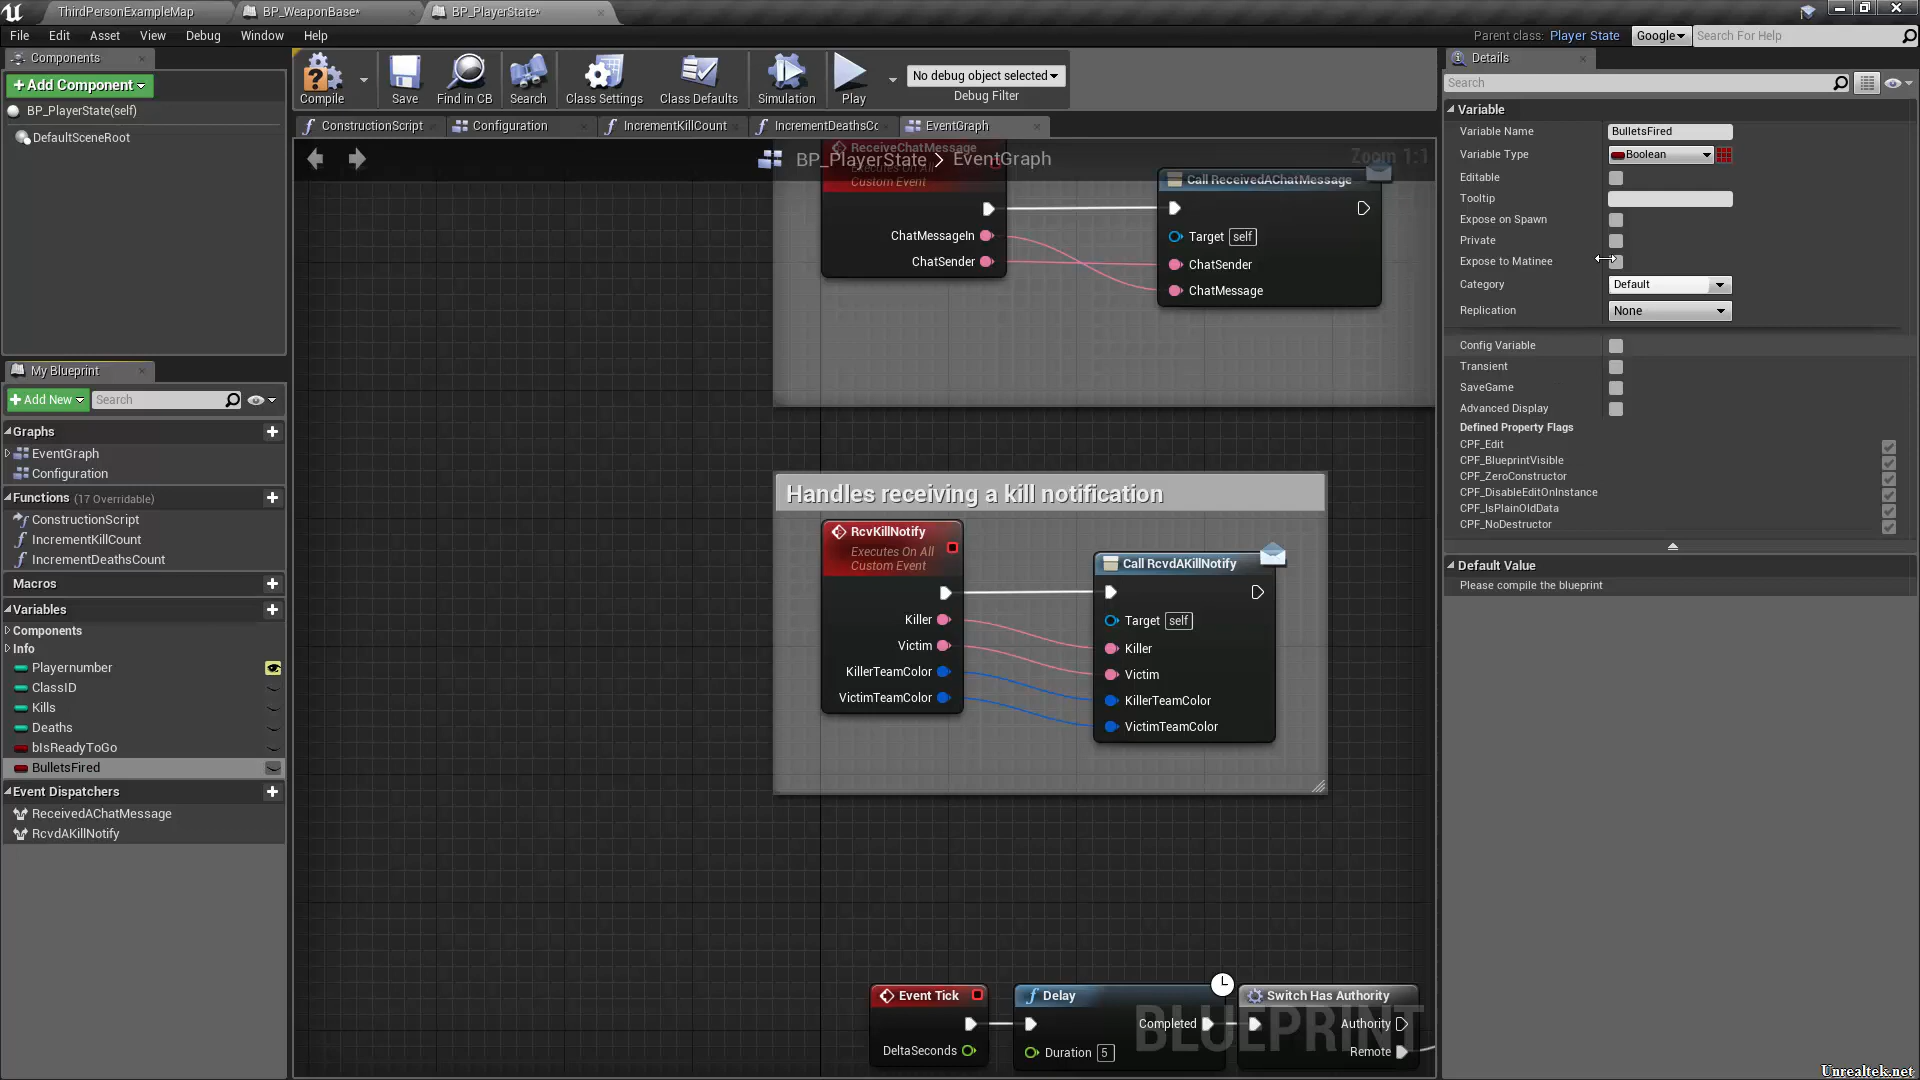 ThirdPersonExampleMap
BP_WeaponBase*
BP_PlayerState*
File Edit Asset View Debug Window Help
Parent class: Player State
Google
Search For Help
Components
+Add Component
BP_PlayerState(self)
DefaultSceneRoot
Compile
Save
Find in CB
Search
Class Settings
Class Defaults
Simulation
Play
No debug object selected
Debug Filter
ConstructionScript
Configuration
IncrementKillCount
IncrementDeathsCo
EventGraph
BP_PlayerState > EventGraph
Zoom 1:1
ReceiveChatMessage
Executes On All
Custom Event
ChatMessageIn
ChatSender
Call ReceivedAChatMessage
Target self
ChatSender
ChatMessage
Handles receiving a kill notification
RcvKillNotify
Executes On All
Custom Event
Killer
Victim
KillerTeamColor
VictimTeamColor
Call RcvdAKillNotify
Target self
Killer
Victim
KillerTeamColor
VictimTeamColor
Event Tick
DeltaSeconds
Delay
Completed
Duration 5
Switch Has Authority
Authority
Remote
BLUEPRINT
My Blueprint
+Add New
Search
Graphs
EventGraph
Configuration
Functions (17 Overridable)
ConstructionScript
IncrementKillCount
IncrementDeathsCount
Macros
Variables
Components
Info
Playernumber
ClassID
Kills
Deaths
bIsReadyToGo
BulletsFired
Event Dispatchers
ReceivedAChatMessage
RcvdAKillNotify
Details
Search
Variable
Variable Name BulletsFired
Variable Type Boolean
Editable
Tooltip
Expose on Spawn
Private
Expose to Matinee
Category Default
Replication None
Config Variable
Transient
SaveGame
Advanced Display
Defined Property Flags
CPF_Edit
CPF_BlueprintVisible
CPF_ZeroConstructor
CPF_DisableEditOnInstance
CPF_IsPlainOldData
CPF_NoDestructor
Default Value
Please compile the blueprint
Unrealtek.net